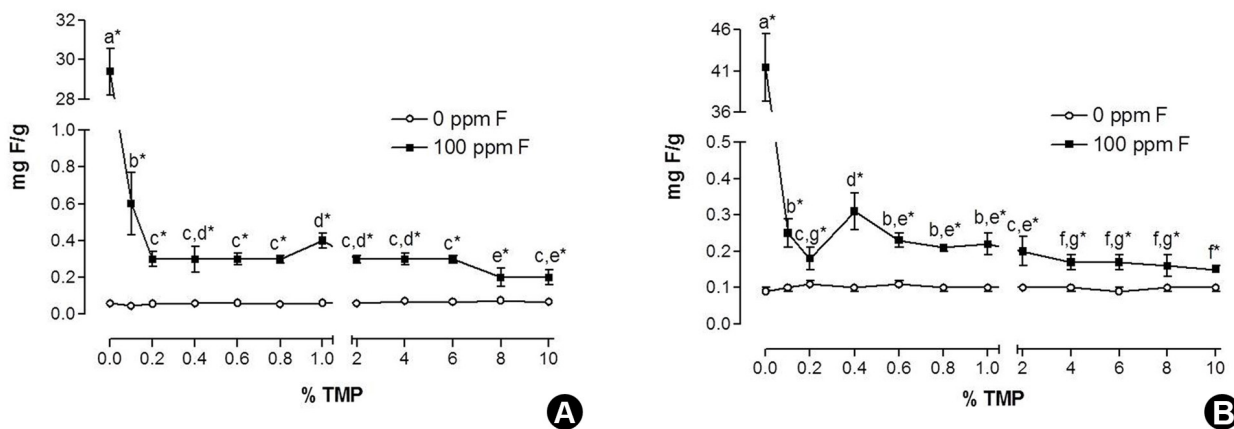 32
30
28
1.0
0.8
0.6
0.4
0.2
0.0
mg F/g
a*
b*
c*
c,d*
c*
c*
d*
c,d*
c,d*
c*
e*
c,e*
0 ppm F
100 ppm F
0.0 0.2 0.4 0.6 0.8 1.0 2 4 6 8 10
% TMP
A
46
41
36
0.5
0.4
0.3
0.2
0.1
0.0
mg F/g
a*
b*
c,g*
d*
b,e*
b,e*
b,e*
c,e*
f,g*
f,g*
f,g*
f*
0 ppm F
100 ppm F
0.0 0.2 0.4 0.6 0.8 1.0 2 4 6 8 10
% TMP
B